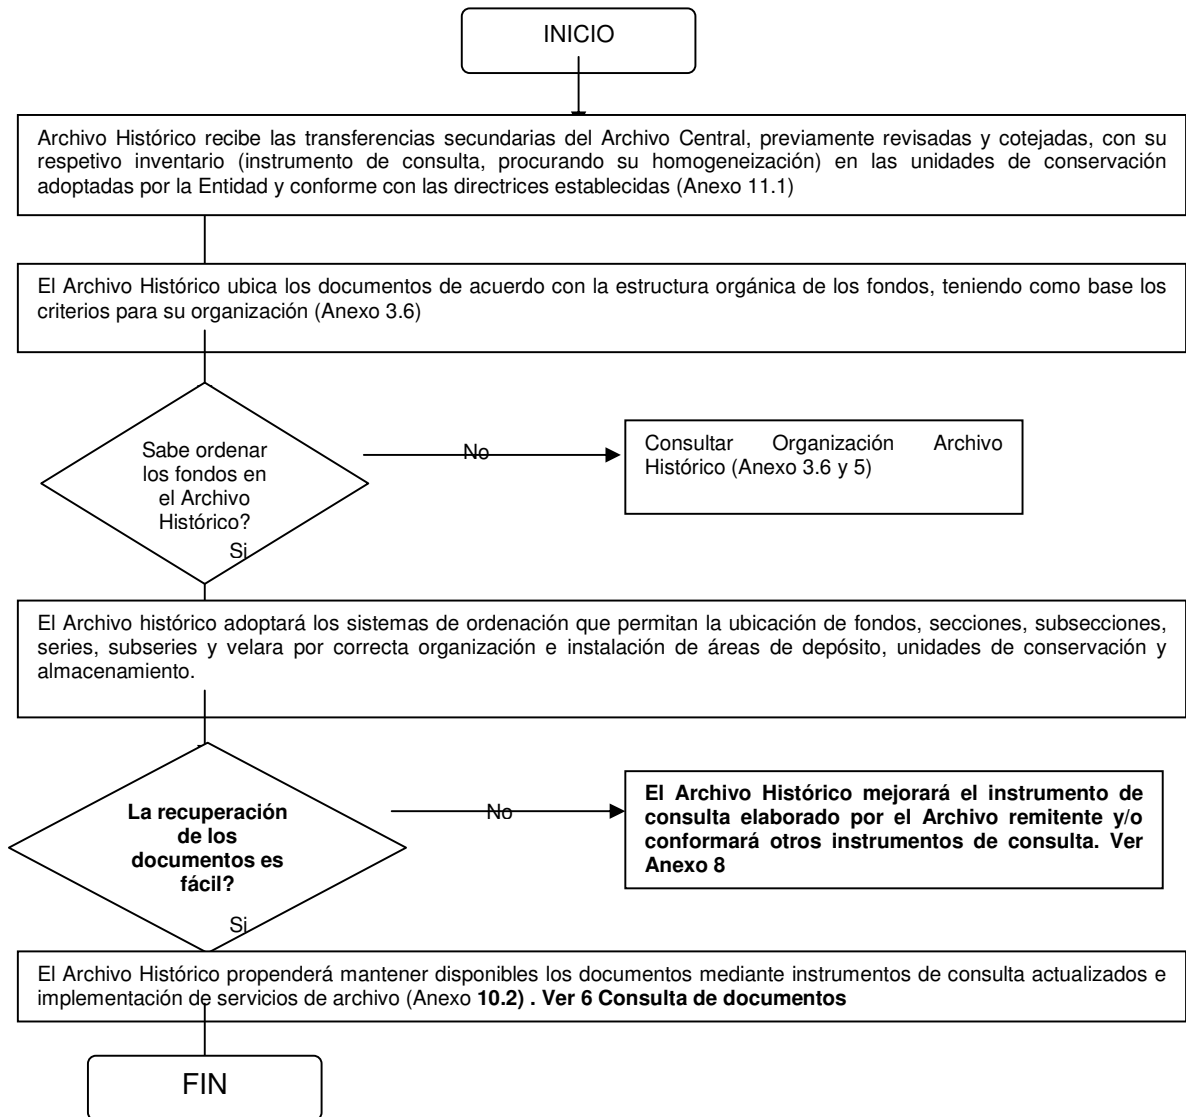 INICIO
Archivo Histórico recibe las transferencias secundarias del Archivo Central, previamente revisadas y cotejadas, con su
respetivo inventario (instrumento de consulta, procurando su homogeneización) en las unidades de conservación
adoptadas por la Entidad y conforme con las directrices establecidas (Anexo 11.1)
El Archivo Histórico ubica los documentos de acuerdo con la estructura orgánica de los fondos, teniendo como base los
criterios para su organización (Anexo 3.6)
Sabe ordenar
los fondos en
el Archivo
Histórico?
No
Consultar Organización Archivo
Histórico (Anexo 3.6 y 5)
Si
El Archivo histórico adoptará los sistemas de ordenación que permitan la ubicación de fondos, secciones, subsecciones,
series, subseries y velara por correcta organización e instalación de áreas de depósito, unidades de conservación y
almacenamiento.
La recuperación
de los
documentos es
fácil?
No
El Archivo Histórico mejorará el instrumento de
consulta elaborado por el Archivo remitente y/o
conformará otros instrumentos de consulta. Ver
Anexo 8
Si
El Archivo Histórico propenderá mantener disponibles los documentos mediante instrumentos de consulta actualizados e
implementación de servicios de archivo (Anexo 10.2) . Ver 6 Consulta de documentos
FIN